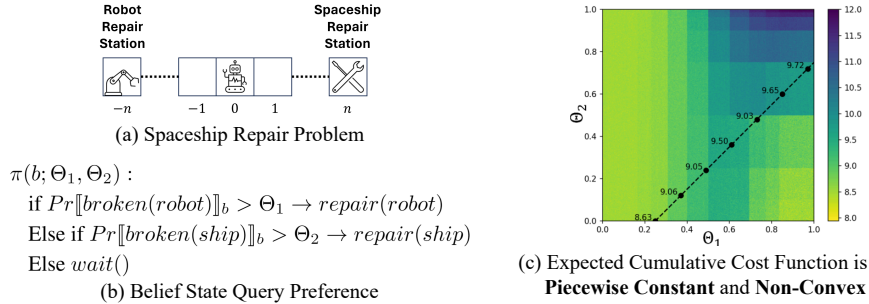 Robot
Repair
Station
Spaceship
Repair
Station
−n −1 0 1 n
(a) Spaceship Repair Problem
π(b; Θ₁, Θ₂) :
if Pr⟦broken(robot)⟧_b > Θ₁ → repair(robot)
Else if Pr⟦broken(ship)⟧_b > Θ₂ → repair(ship)
Else wait()
(b) Belief State Query Preference
1.0
0.8
0.6
0.4
0.2
0.0
Θ₂
0.0 0.2 0.4 0.6 0.8 1.0
Θ₁
9.72
9.65
9.03
9.50
9.05
9.06
8.63
12.0
11.5
11.0
10.5
10.0
9.5
9.0
8.5
8.0
(c) Expected Cumulative Cost Function is
Piecewise Constant and Non-Convex